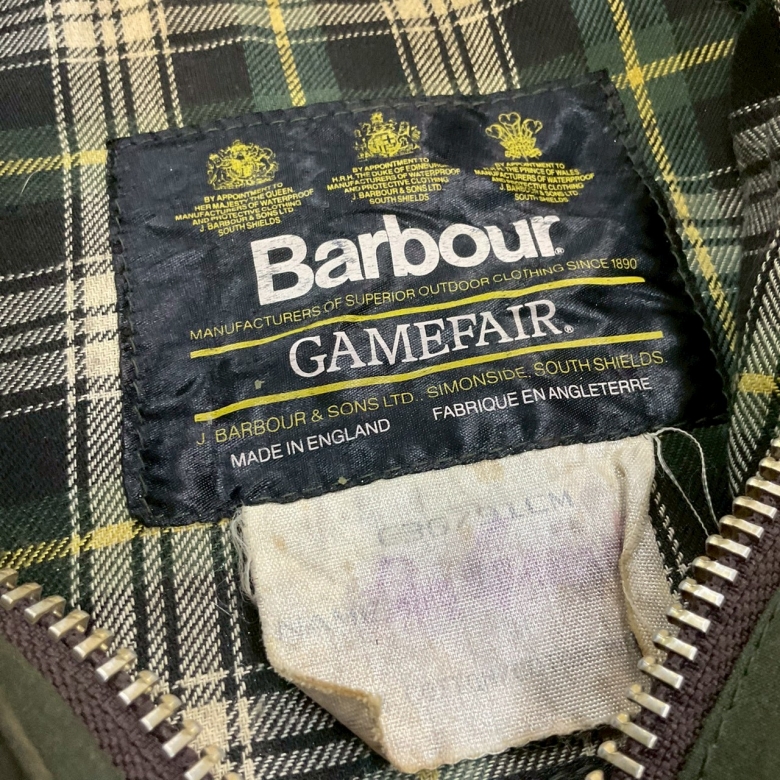 BY APPOINTMENT TO
HER MAJESTY THE QUEEN
MANUFACTURERS OF WATERPROOF
AND PROTECTIVE CLOTHING
J. BARBOUR & SONS LTD.
SOUTH SHIELDS
BY APPOINTMENT TO
H.R.H. THE DUKE OF EDINBURGH
MANUFACTURERS OF WATERPROOF
AND PROTECTIVE CLOTHING
J. BARBOUR & SONS LTD.
SOUTH SHIELDS
BY APPOINTMENT TO
H.R.H. THE PRINCE OF WALES
MANUFACTURERS OF WATERPROOF
AND PROTECTIVE CLOTHING
J. BARBOUR & SONS LTD.
SOUTH SHIELDS
Barbour®
MANUFACTURERS OF SUPERIOR OUTDOOR CLOTHING SINCE 1890
GAMEFAIR®
J. BARBOUR & SONS LTD. SIMONSIDE. SOUTH SHIELDS.
MADE IN ENGLAND FABRIQUE EN ANGLETERRE
NAME